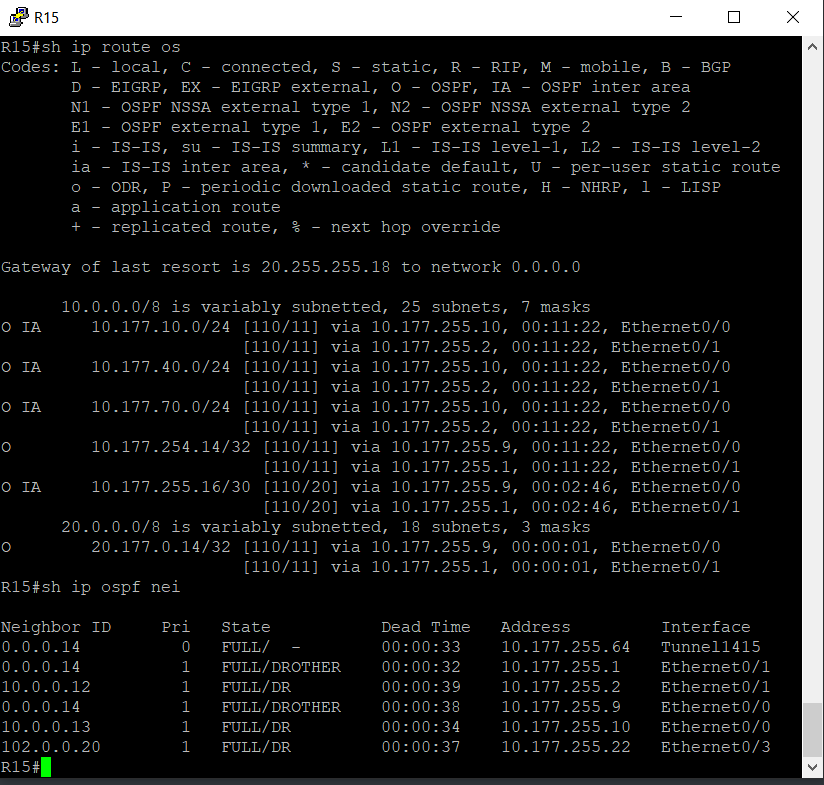 R15
R15#sh ip route os
Codes: L - local, C - connected, S - static, R - RIP, M - mobile, B - BGP
       D - EIGRP, EX - EIGRP external, O - OSPF, IA - OSPF inter area
       N1 - OSPF NSSA external type 1, N2 - OSPF NSSA external type 2
       E1 - OSPF external type 1, E2 - OSPF external type 2
       i - IS-IS, su - IS-IS summary, L1 - IS-IS level-1, L2 - IS-IS level-2
       ia - IS-IS inter area, * - candidate default, U - per-user static route
       o - ODR, P - periodic downloaded static route, H - NHRP, l - LISP
       a - application route
       + - replicated route, % - next hop override

Gateway of last resort is 20.255.255.18 to network 0.0.0.0

      10.0.0.0/8 is variably subnetted, 25 subnets, 7 masks
O IA     10.177.10.0/24 [110/11] via 10.177.255.10, 00:11:22, Ethernet0/0
                        [110/11] via 10.177.255.2, 00:11:22, Ethernet0/1
O IA     10.177.40.0/24 [110/11] via 10.177.255.10, 00:11:22, Ethernet0/0
                        [110/11] via 10.177.255.2, 00:11:22, Ethernet0/1
O IA     10.177.70.0/24 [110/11] via 10.177.255.10, 00:11:22, Ethernet0/0
                        [110/11] via 10.177.255.2, 00:11:22, Ethernet0/1
O        10.177.254.14/32 [110/11] via 10.177.255.9, 00:11:22, Ethernet0/0
                          [110/11] via 10.177.255.1, 00:11:22, Ethernet0/1
O IA     10.177.255.16/30 [110/20] via 10.177.255.9, 00:02:46, Ethernet0/0
                          [110/20] via 10.177.255.1, 00:02:46, Ethernet0/1
      20.0.0.0/8 is variably subnetted, 18 subnets, 3 masks
O        20.177.0.14/32 [110/11] via 10.177.255.9, 00:00:01, Ethernet0/0
                        [110/11] via 10.177.255.1, 00:00:01, Ethernet0/1
R15#sh ip ospf nei

Neighbor ID     Pri   State           Dead Time   Address         Interface
0.0.0.14          0   FULL/  -        00:00:33    10.177.255.64   Tunnel1415
0.0.0.14          1   FULL/DROTHER    00:00:32    10.177.255.1    Ethernet0/1
10.0.0.12         1   FULL/DR         00:00:39    10.177.255.2    Ethernet0/1
0.0.0.14          1   FULL/DROTHER    00:00:38    10.177.255.9    Ethernet0/0
10.0.0.13         1   FULL/DR         00:00:34    10.177.255.10   Ethernet0/0
102.0.0.20        1   FULL/DR         00:00:37    10.177.255.22   Ethernet0/3
R15#